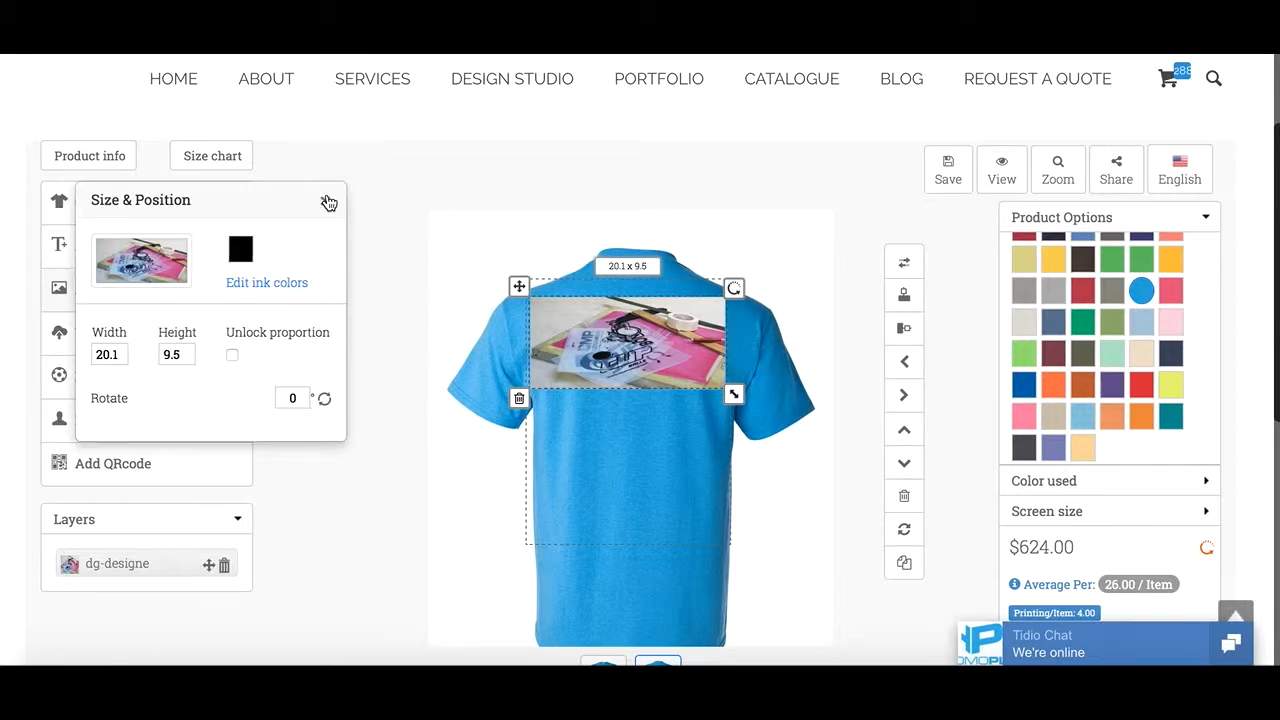 HOME ABOUT SERVICES DESIGN STUDIO PORTFOLIO CATALOGUE BLOG REQUEST A QUOTE 288
Product info Size chart
Save View Zoom Share English
Size & Position
Edit ink colors
Width Height Unlock proportion
20.1 9.5
Rotate 0 °
Add QRcode
Layers
dg-designe
20.1 x 9.5
Product Options
Color used
Screen size
$624.00
Average Per: 26.00 / Item
Printing/Item: 4.00
Tidio Chat
We're online